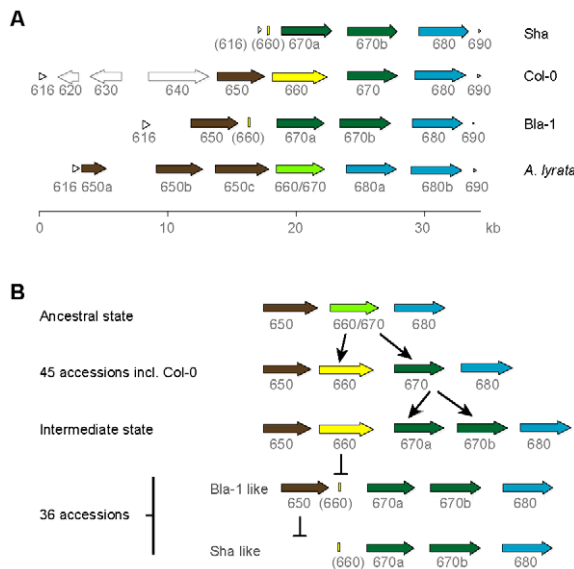 A
(616) (660) 670a 670b 680 690 Sha
616 620 630 640 650 660 670 680 690 Col-0
616 650 (660) 670a 670b 680 690 Bla-1
616 650a 650b 650c 660/670 680a 680b 690 A. lyrata
0 10 20 30 kb
B
Ancestral state 650 660/670 680
45 accessions incl. Col-0 650 660 670 680
Intermediate state 650 660 670a 670b 680
Bla-1 like 650 (660) 670a 670b 680
36 accessions
Sha like (660) 670a 670b 680